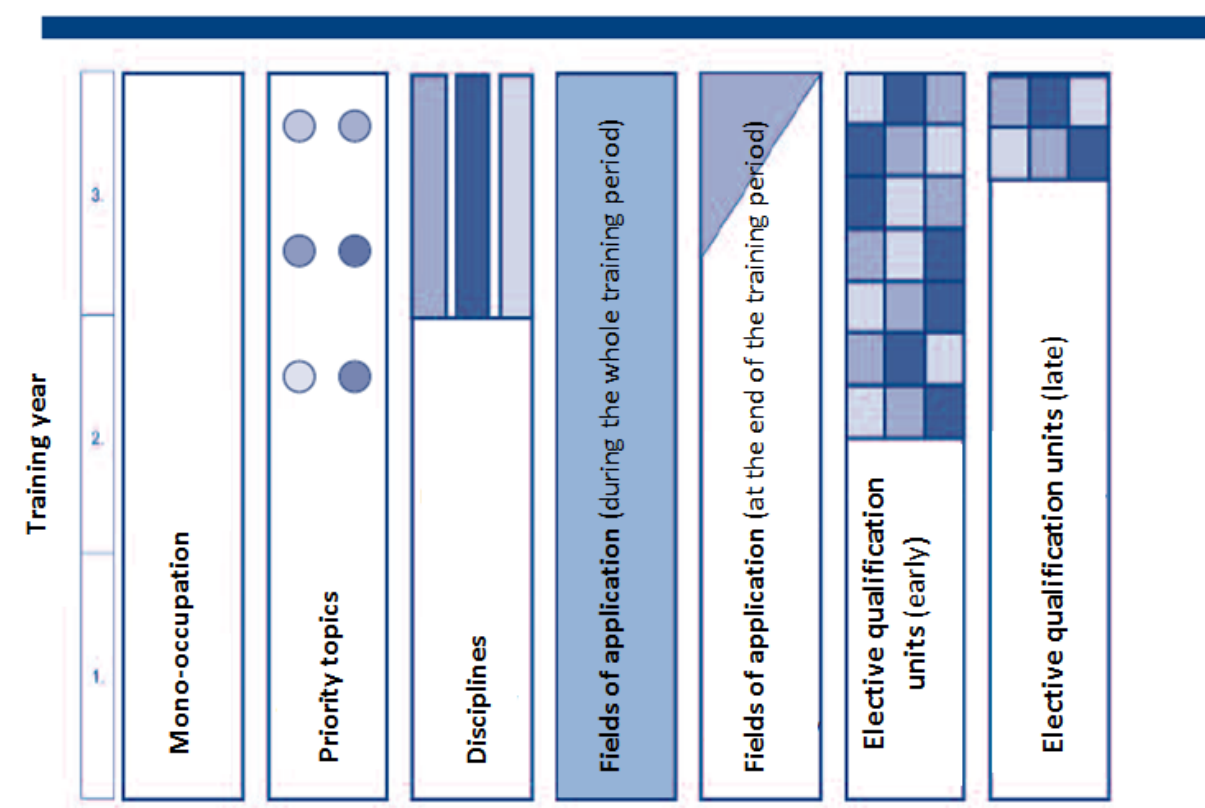 Training year
3.
2.
1.
Mono-occupation
Priority topics
Disciplines
Fields of application (during the whole training period)
Fields of application (at the end of the training period)
Elective qualification
units (early)
Elective qualification units (late)